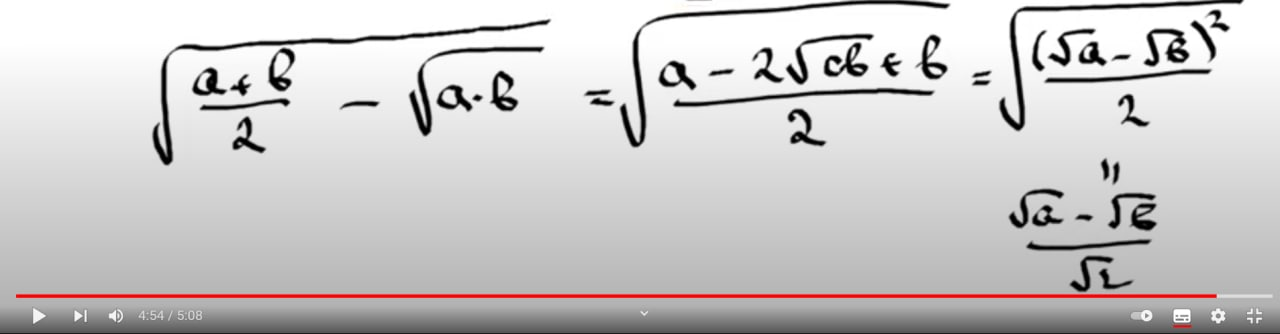 √((a+b)/2 - √(a·b)) = √((a - 2√(ab) + b)/2) = √((√a - √b)²/2)
=
(√a - √b)/√2
4:54 / 5:08